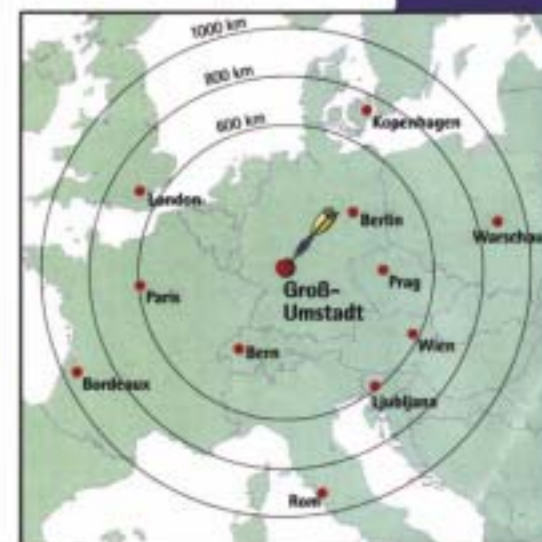 1000 km
800 km
600 km
Kopenhagen
London
Berlin
Warschau
Paris
Groß-
Umstadt
Prag
Bern
Wien
Bordeaux
Ljubljana
Rom